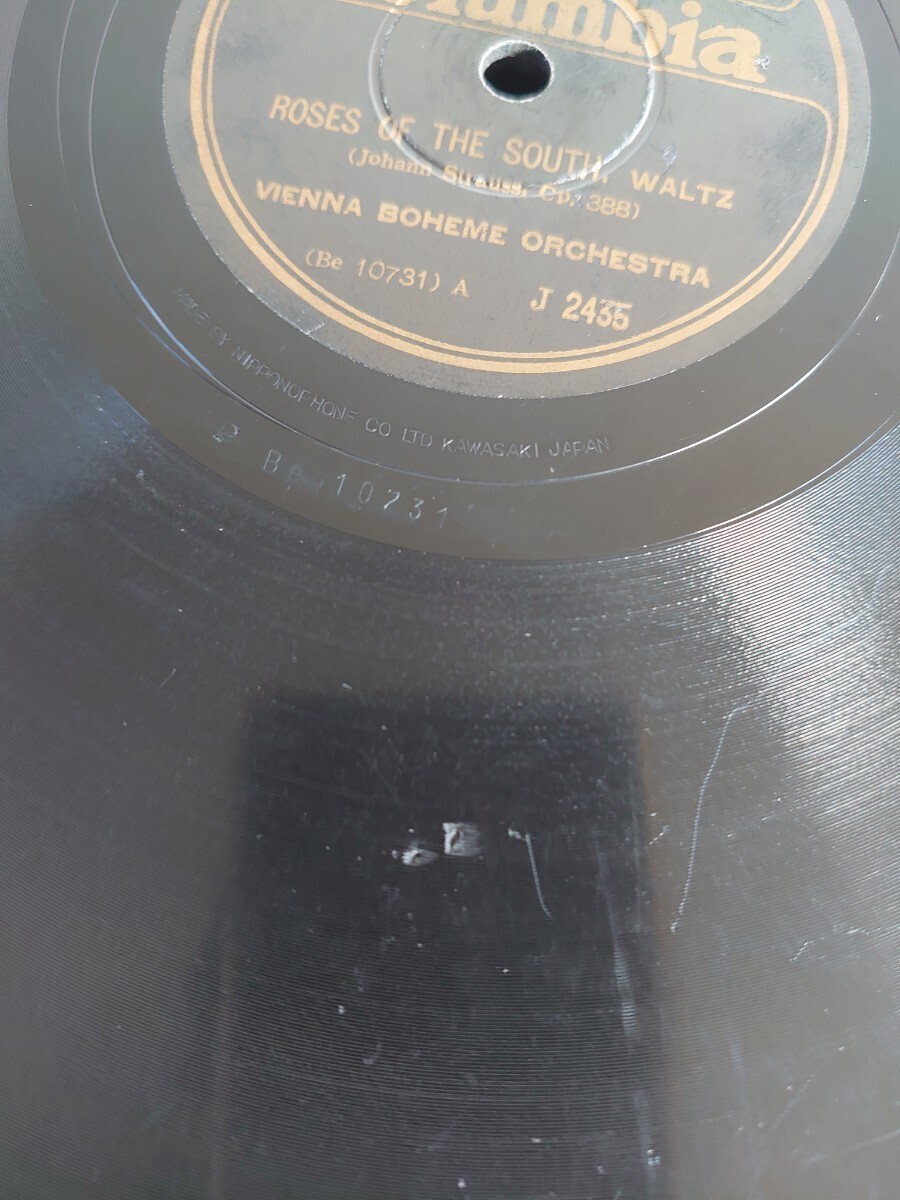 lumbia
ROSES OF THE SOUTH, WALTZ
(Johann Strauss, Op. 388)
VIENNA BOHEME ORCHESTRA
(Be 10731) A J 2435
MADE BY NIPPONOPHONE CO LTD KAWASAKI JAPAN
P Be 10731